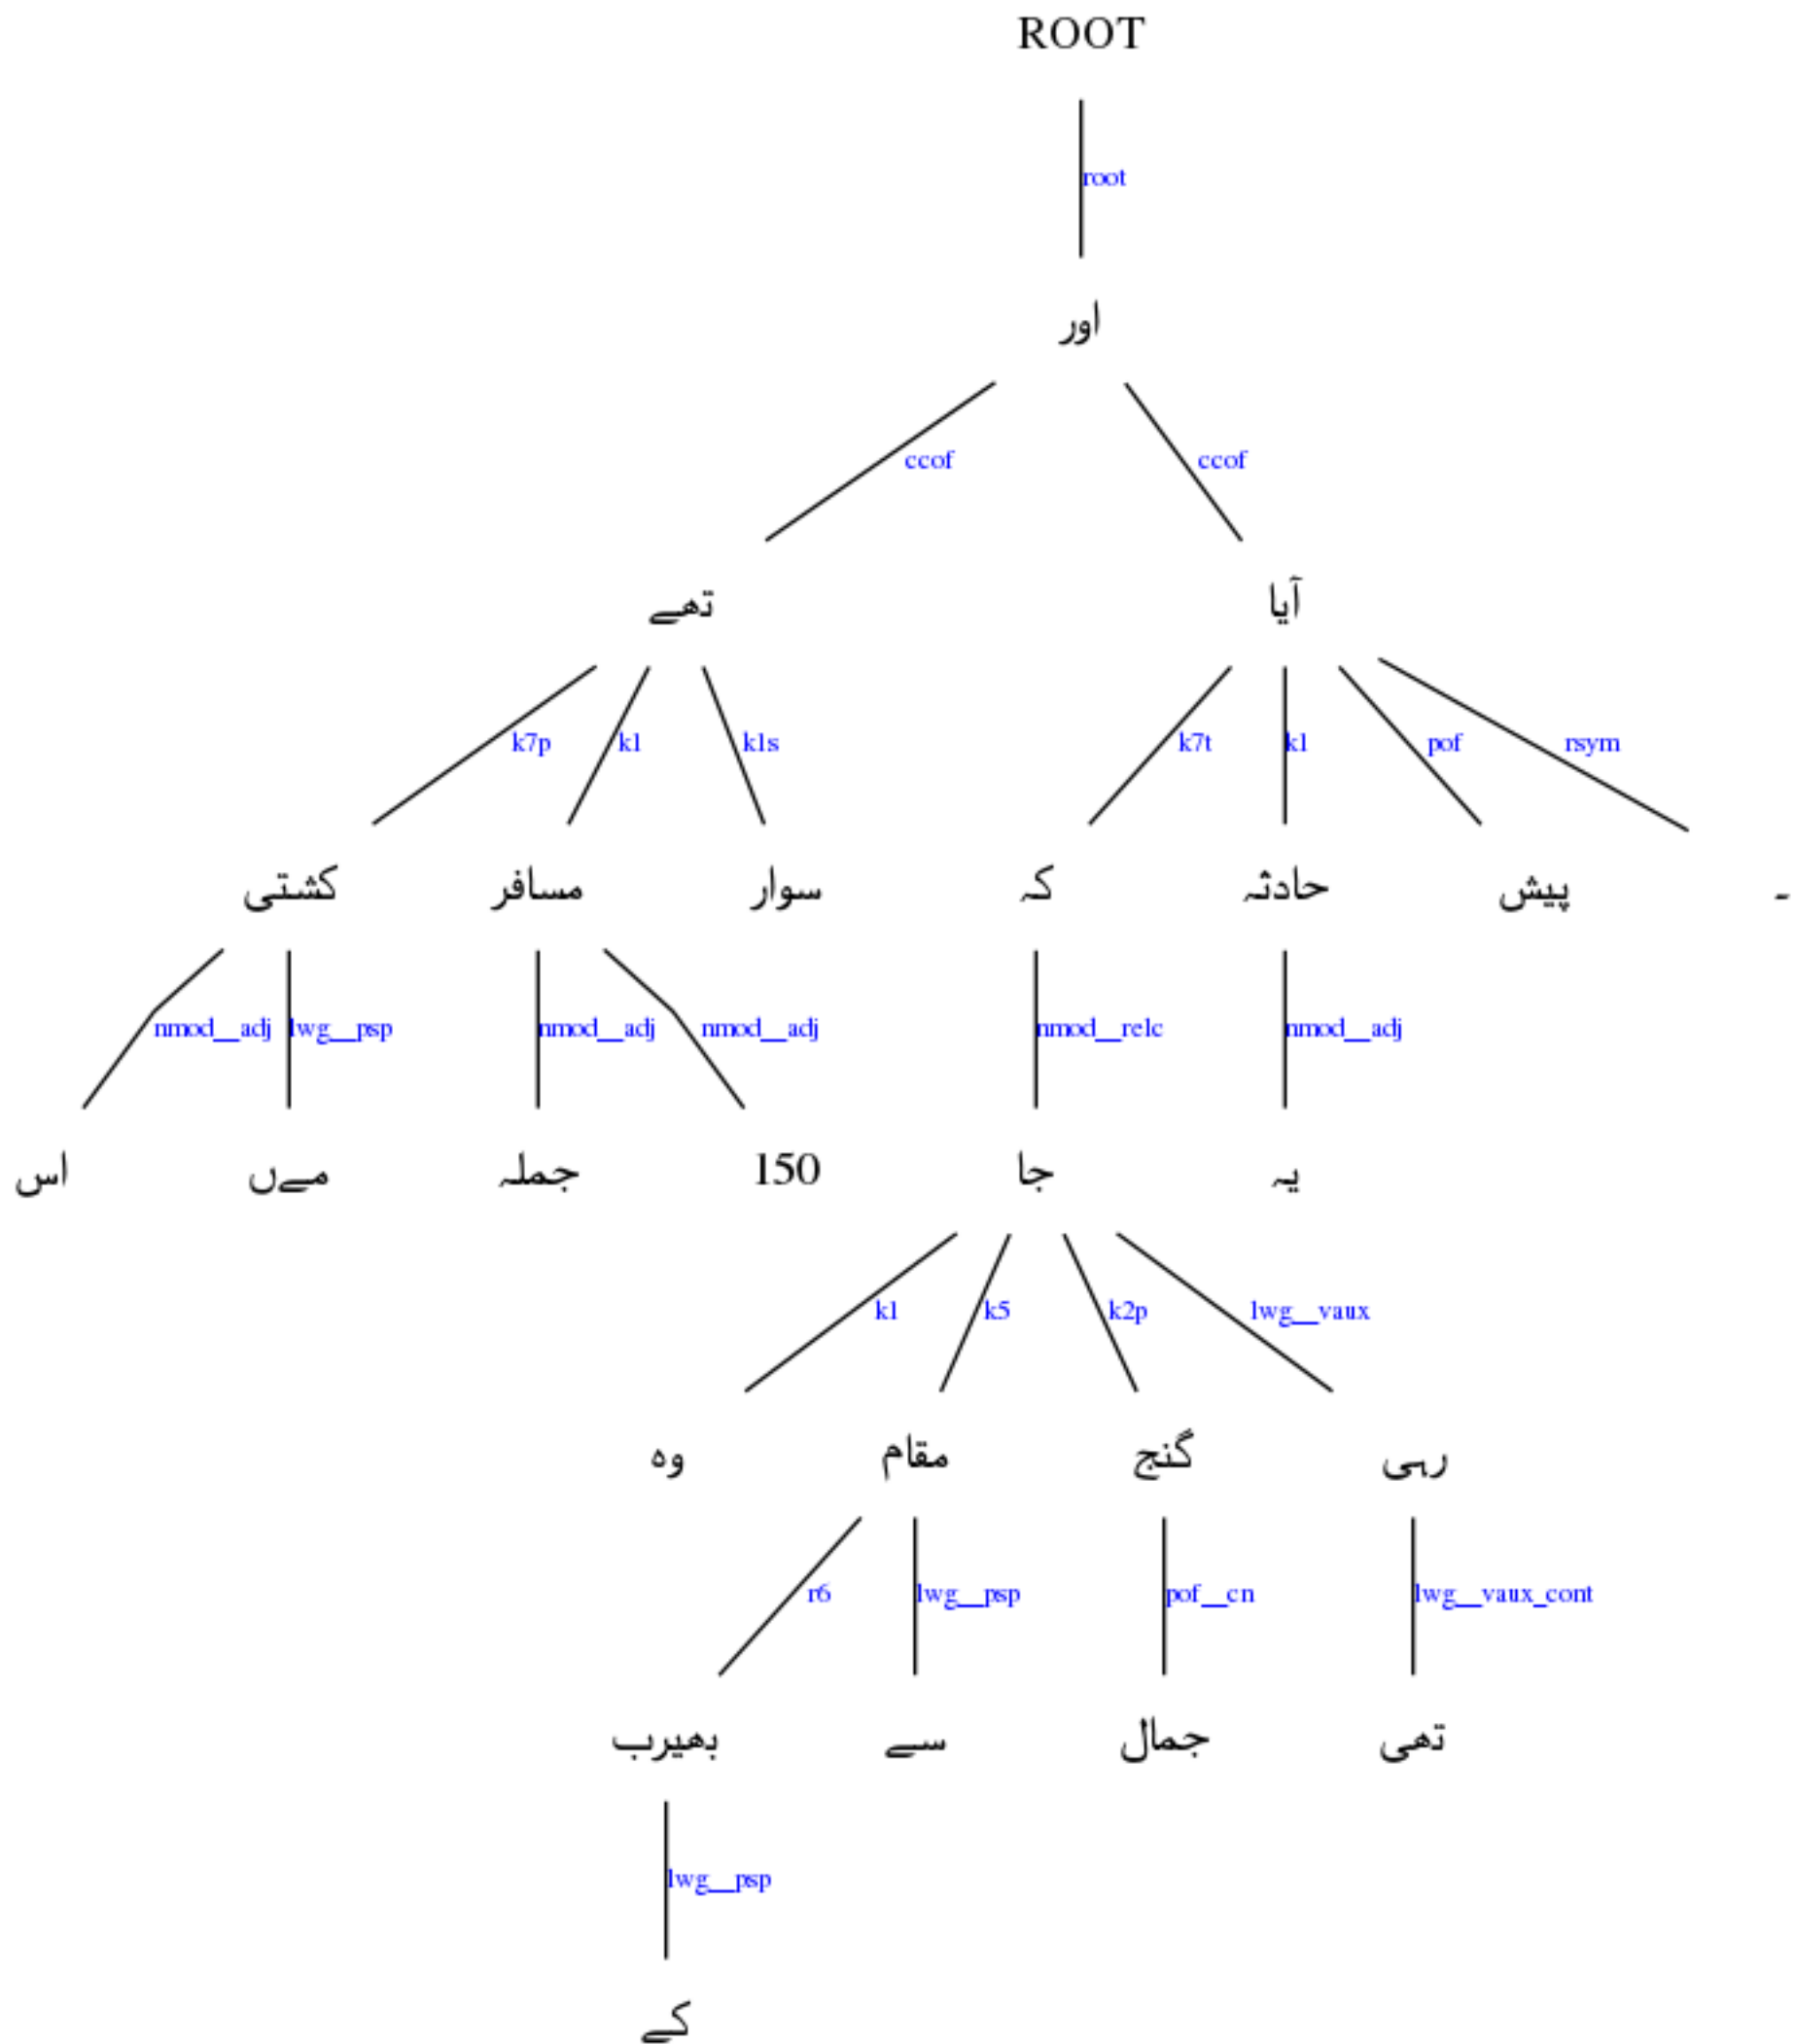 ROOT
root
اور
ccof ccof
تھے آیا
k7p k1 k1s k7t k1 pof rsym
کشتی مسافر سوار کہ حادثہ پیش ۔
nmod__adj lwg__psp nmod__adj nmod__adj nmod__relc nmod__adj
اس مےں جملہ 150 جا یہ
k1 k5 k2p lwg__vaux
وہ مقام گنج رہی
r6 lwg__psp pof__cn lwg__vaux_cont
بھیرب سے جمال تھی
lwg__psp
کے